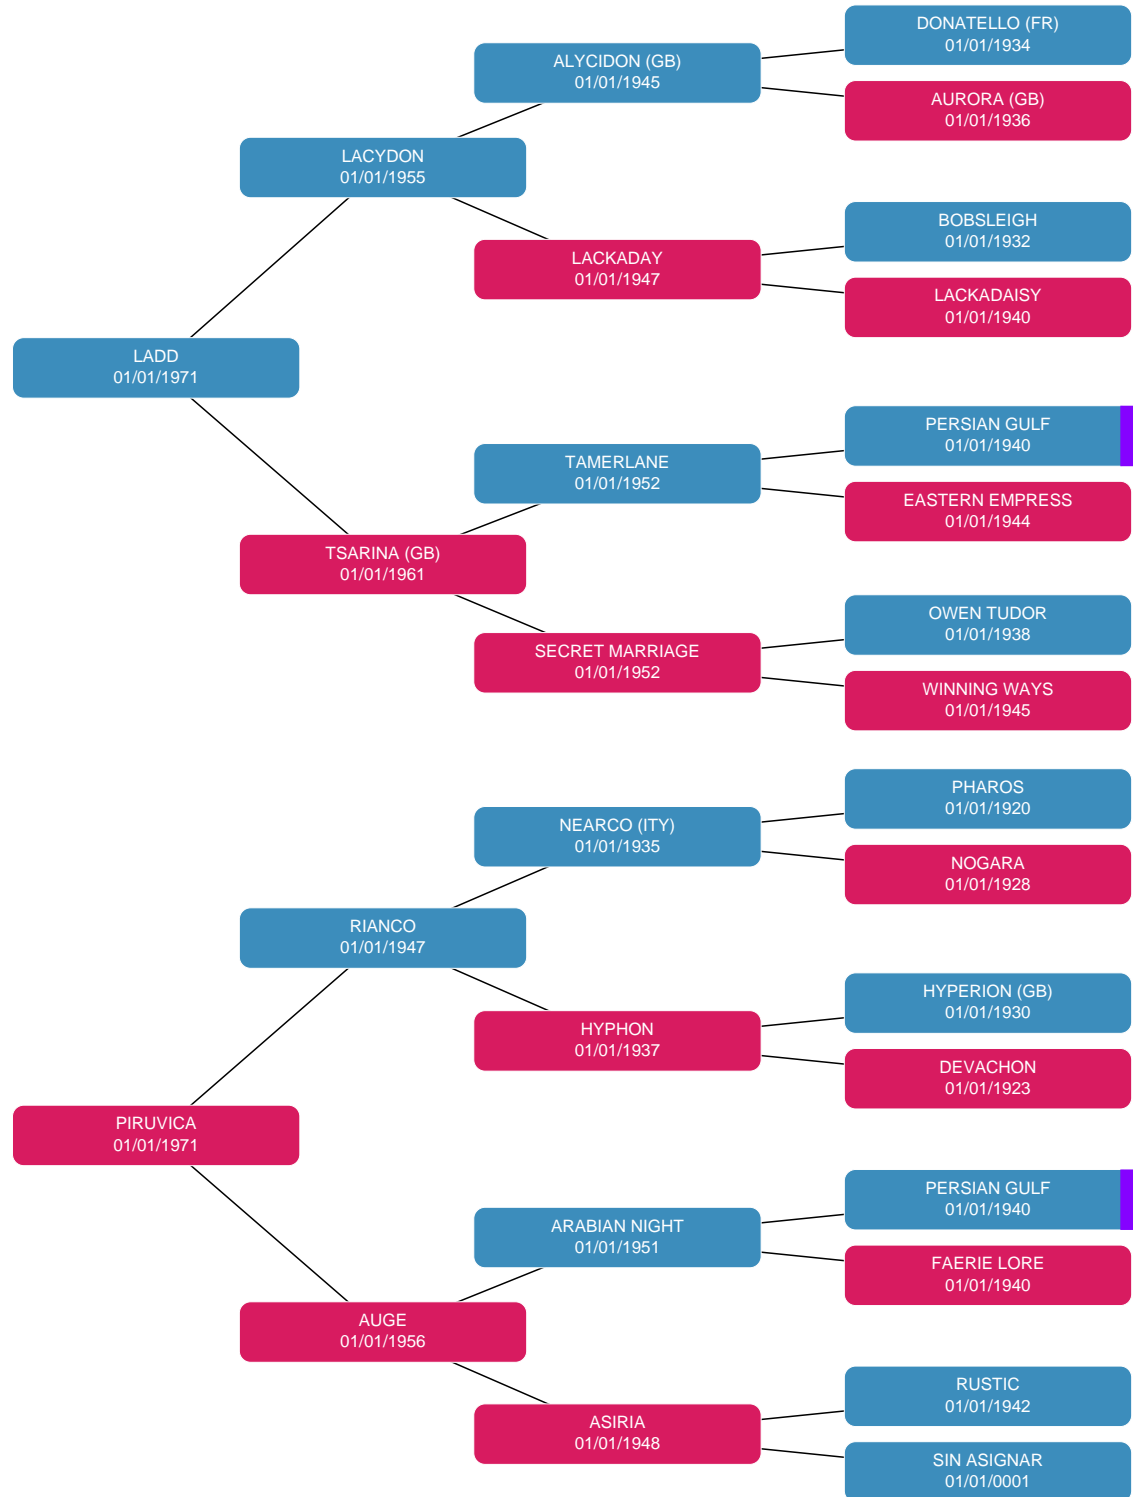 DONATELLO (FR)
01/01/1934
ALYCIDON (GB)
01/01/1945
AURORA (GB)
01/01/1936
LACYDON
01/01/1955
BOBSLEIGH
01/01/1932
LACKADAY
01/01/1947
LACKADAISY
01/01/1940
LADD
01/01/1971
PERSIAN GULF
01/01/1940
TAMERLANE
01/01/1952
EASTERN EMPRESS
01/01/1944
TSARINA (GB)
01/01/1961
OWEN TUDOR
01/01/1938
SECRET MARRIAGE
01/01/1952
WINNING WAYS
01/01/1945
PHAROS
01/01/1920
NEARCO (ITY)
01/01/1935
NOGARA
01/01/1928
RIANCO
01/01/1947
HYPERION (GB)
01/01/1930
HYPHON
01/01/1937
DEVACHON
01/01/1923
PIRUVICA
01/01/1971
PERSIAN GULF
01/01/1940
ARABIAN NIGHT
01/01/1951
FAERIE LORE
01/01/1940
AUGE
01/01/1956
RUSTIC
01/01/1942
ASIRIA
01/01/1948
SIN ASIGNAR
01/01/0001